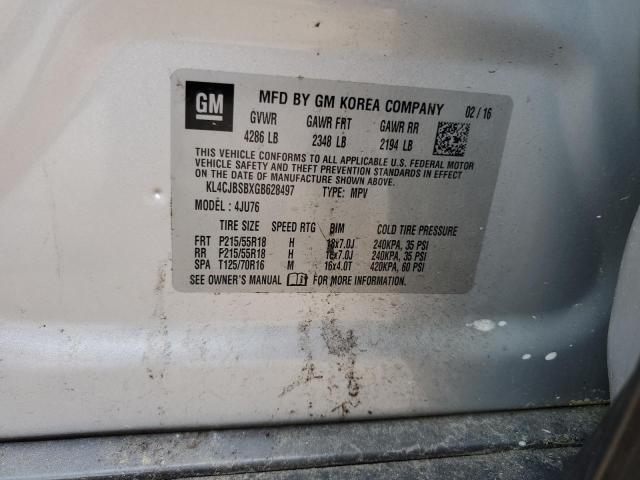 GM
MFD BY GM KOREA COMPANY 02 / 16
GVWR GAWR FRT GAWR RR
4286 LB 2348 LB 2194 LB
THIS VEHICLE CONFORMS TO ALL APPLICABLE U.S. FEDERAL MOTOR
VEHICLE SAFETY AND THEFT PREVENTION STANDARDS IN EFFECT
ON THE DATE OF MANUFACTURE SHOWN ABOVE.
KL4CJBSBXGB628497 TYPE: MPV
MODEL : 4JU76
TIRE SIZE SPEED RTG RIM COLD TIRE PRESSURE
FRT P215/55R18 H 18x7.0J 240KPA, 35 PSI
RR P215/55R18 H 18x7.0J 240KPA, 35 PSI
SPA T125/70R16 M 16x4.0T 420KPA, 60 PSI
SEE OWNER'S MANUAL FOR MORE INFORMATION